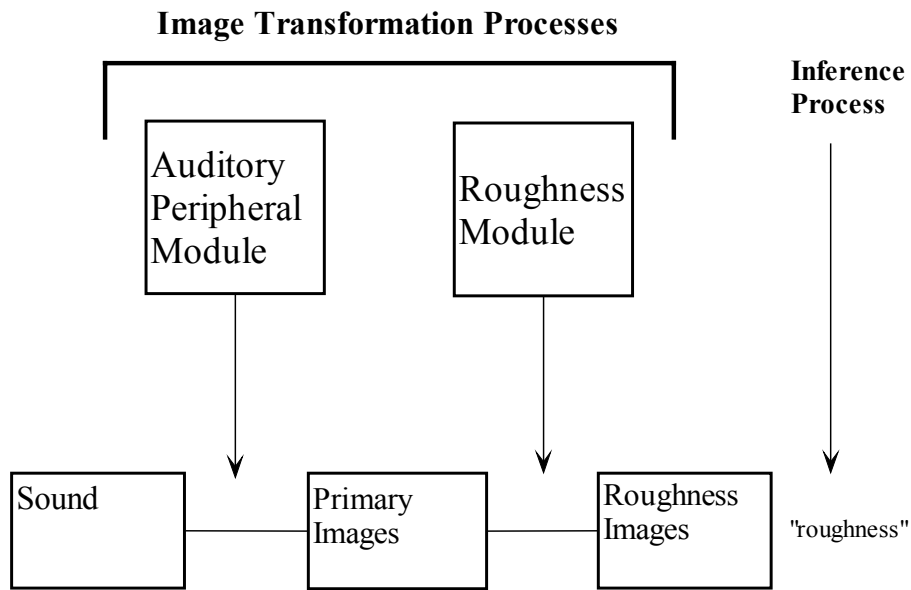 Image Transformation Processes
Inference
Process
Auditory
Peripheral
Module
Roughness
Module
Sound
Primary
Images
Roughness
Images
"roughness"